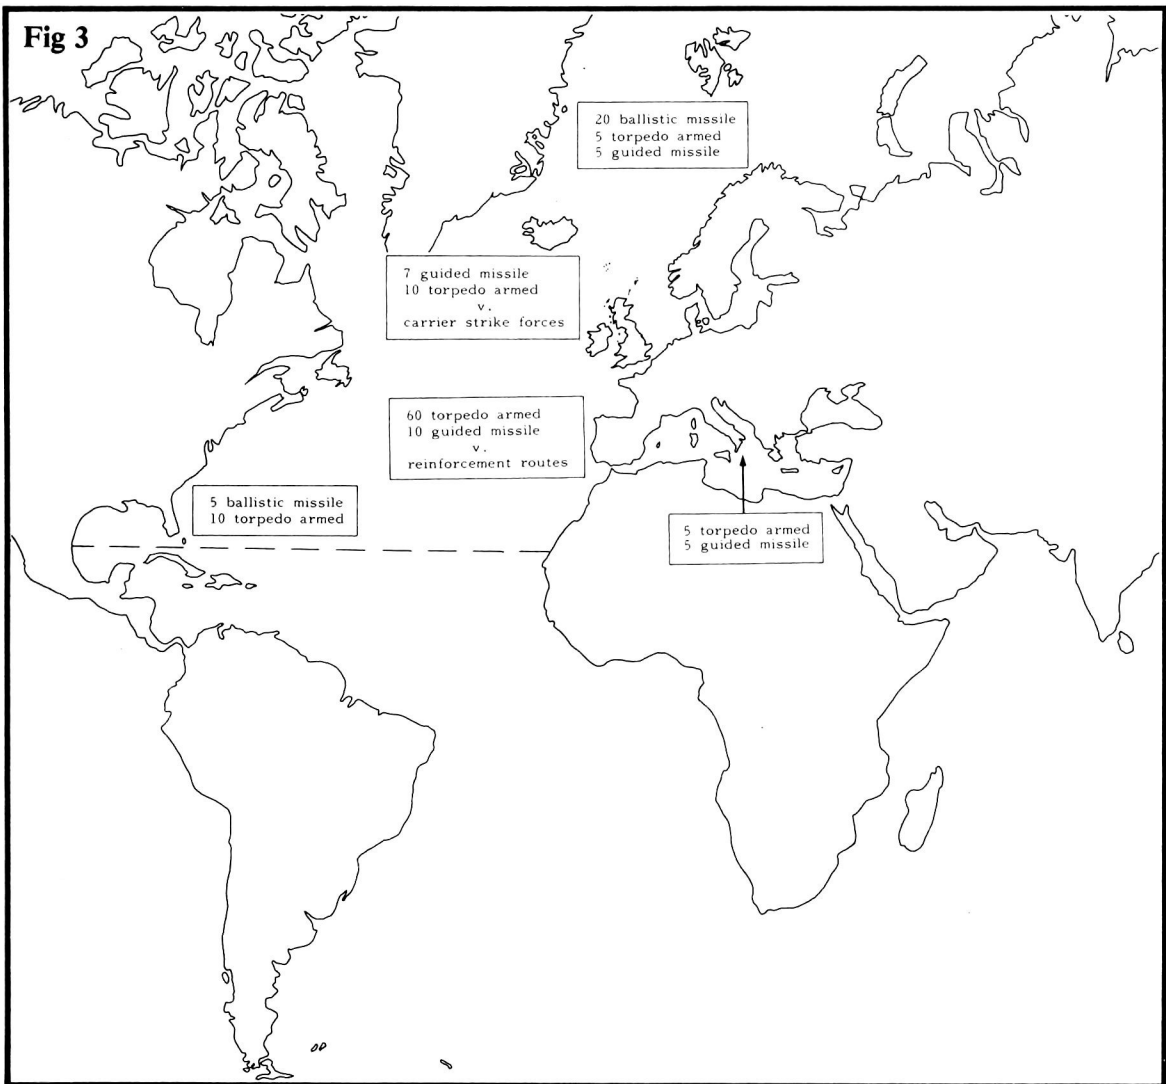 Fig 3
20 ballistic missile
5 torpedo armed
5 guided missile
7 guided missile
10 torpedo armed
v.
carrier strike forces
60 torpedo armed
10 guided missile
v.
reinforcement routes
5 ballistic missile
10 torpedo armed
5 torpedo armed
5 guided missile